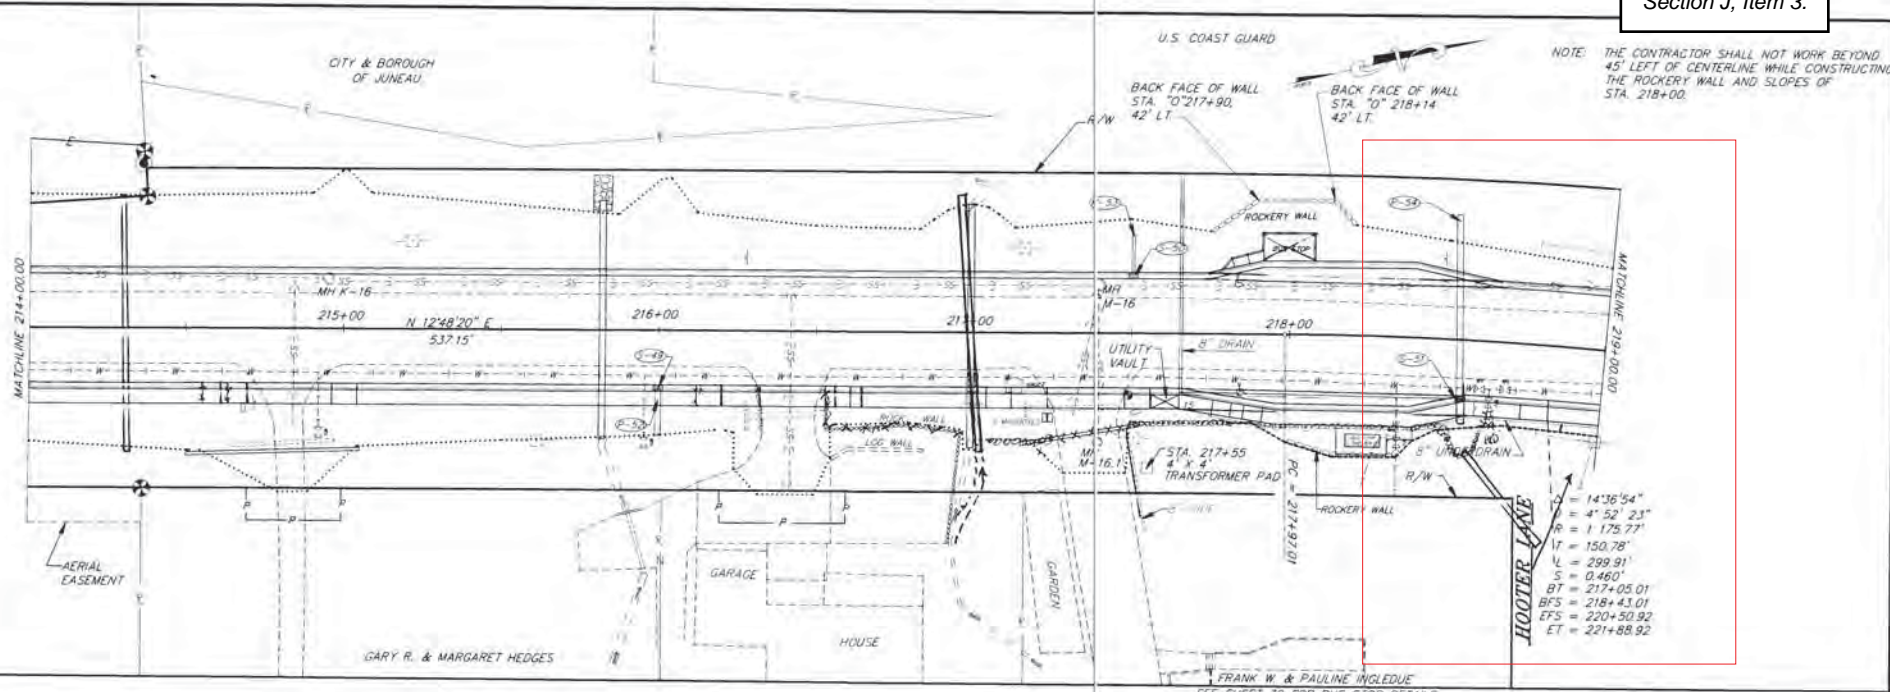 Section J, Item 3.
U.S. COAST GUARD
NOTE: THE CONTRACTOR SHALL NOT WORK BEYOND
45' LEFT OF CENTERLINE WHILE CONSTRUCTING
THE ROCKERY WALL AND SLOPES OF
STA. 218+00.
CITY & BOROUGH
OF JUNEAU
BACK FACE OF WALL
STA. "O" 217+90,
42' LT.
BACK FACE OF WALL
STA. "O" 218+14
42' LT.
R/W
P-54
ROCKERY WALL
MH K-16
MH
M-16
MATCHLINE 214+00.00
215+00
N 12°48'20" E
537.15'
216+00
217+00
218+00
MATCHLINE 219+00.00
S-49
UTILITY
VAULT
8" DRAIN
P-52
ROCK WALL
LOG WALL
M-16.1
STA. 217+55
4' X 4'
TRANSFORMER PAD
8" UNDERDRAIN
R/W
PC = 217+97.01
ROCKERY WALL
P
P
P
P
AERIAL
EASEMENT
GARAGE
HOUSE
GARDEN
HOOTER LANE
= 14°36'54"
= 4° 52' 23"
R = 1 175.77'
T = 150.78'
L = 299.91'
S = 0.460'
BT = 217+05.01
BFS = 218+43.01
EFS = 220+50.92
ET = 221+88.92
GARY R. & MARGARET HEDGES
FRANK W. & PAULINE INGLEDUE